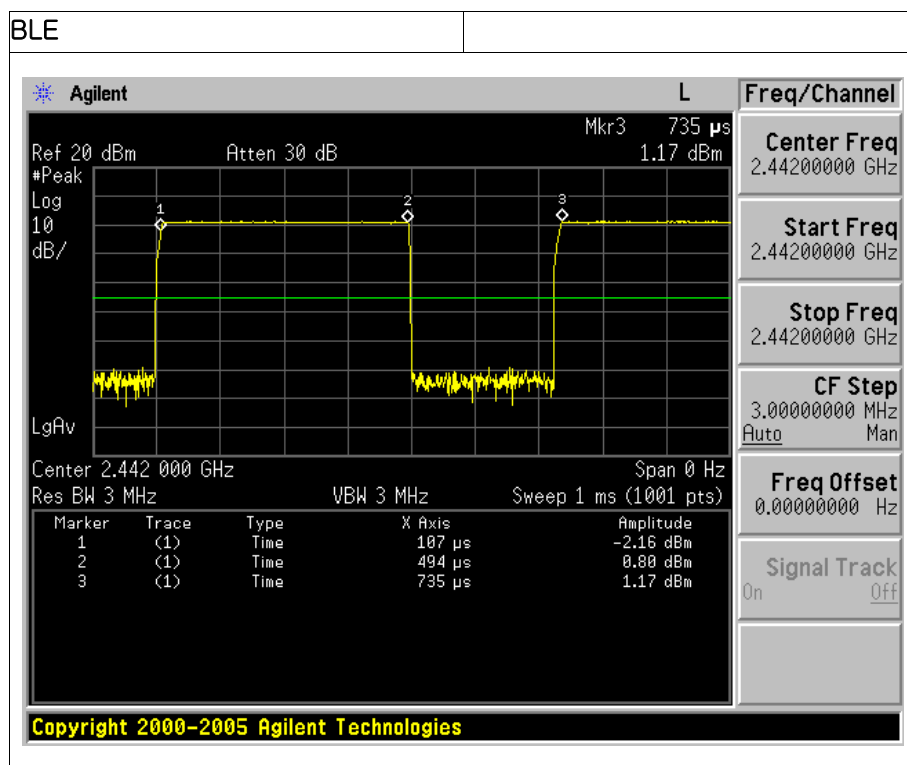 BLE
Agilent L Freq/Channel
Mkr3 735 µs
Ref 20 dBm Atten 30 dB 1.17 dBm
#Peak
Log
10
dB/
1 2 3
LgAv
Center 2.442 000 GHz Span 0 Hz
Res BW 3 MHz VBW 3 MHz Sweep 1 ms (1001 pts)
Marker Trace Type X Axis Amplitude
1 (1) Time 107 µs -2.16 dBm
2 (1) Time 494 µs 0.80 dBm
3 (1) Time 735 µs 1.17 dBm
Center Freq
2.44200000 GHz
Start Freq
2.44200000 GHz
Stop Freq
2.44200000 GHz
CF Step
3.00000000 MHz
Auto Man
Freq Offset
0.00000000 Hz
Signal Track
On Off
Copyright 2000-2005 Agilent Technologies